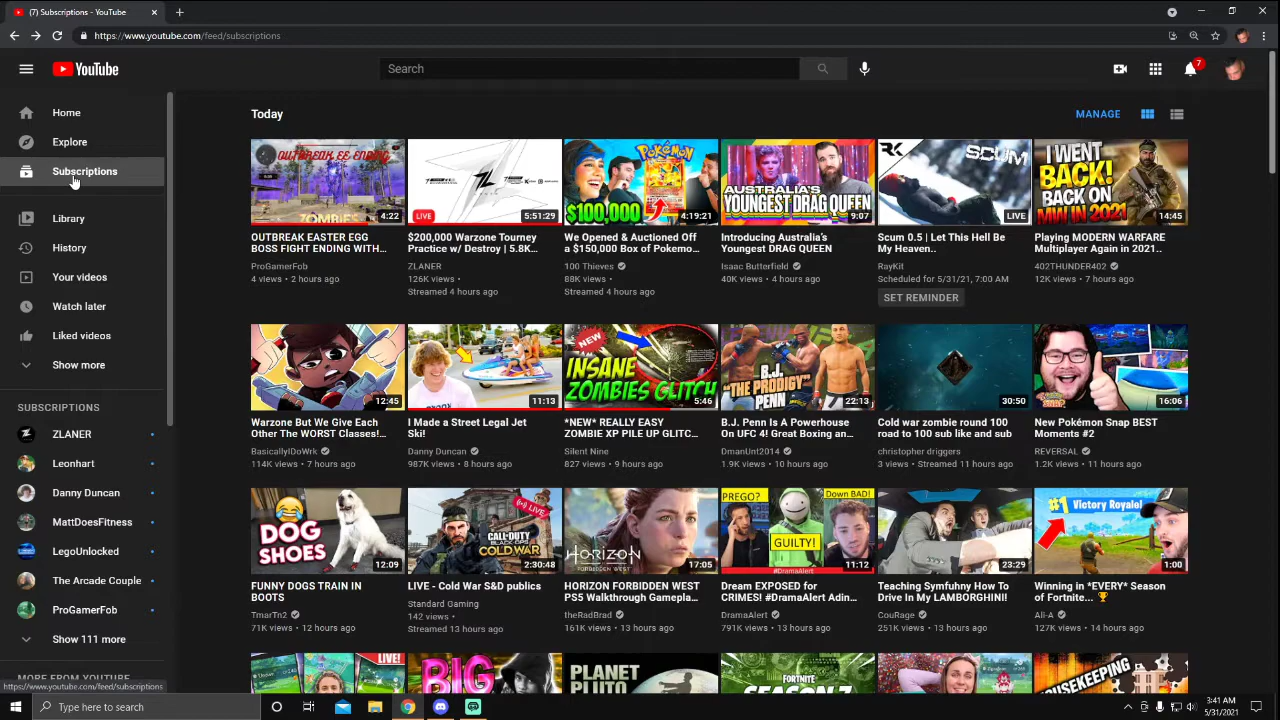 (7) Subscriptions - YouTube
https://www.youtube.com/feed/subscriptions
YouTube
Search
7
Home
Explore
Subscriptions
Library
History
Your videos
Watch later
Liked videos
Show more
SUBSCRIPTIONS
ZLANER
Leonhart
Danny Duncan
MattDoesFitness
LegoUnlocked
The Arcade Couple
ProGamerFob
Show 111 more
MORE FROM YOUTUBE
https://www.youtube.com/feed/subscriptions
Today
MANAGE
OUTBREAK EE ENDING
ZOMBIES
4:22
OUTBREAK EASTER EGG
BOSS FIGHT ENDING WITH...
ProGamerFob
4 views • 2 hours ago
LIVE
5:51:29
$200,000 Warzone Tourney
Practice w/ Destroy | 5.8K...
ZLANER
126K views •
Streamed 4 hours ago
Pokémon
$100,000
4:19:21
We Opened & Auctioned Off
a $150,000 Box of Pokemo...
100 Thieves
88K views •
Streamed 4 hours ago
AUSTRALIA'S
YOUNGEST DRAG QUEEN
9:07
Introducing Australia's
Youngest DRAG QUEEN
Isaac Butterfield
40K views • 4 hours ago
RK
SCUM
LIVE
Scum 0.5 | Let This Hell Be
My Heaven..
RayKit
Scheduled for 5/31/21, 7:00 AM
SET REMINDER
I WENT
BACK!
BACK ON
MW IN 2021
14:45
Playing MODERN WARFARE
Multiplayer Again in 2021..
402THUNDER402
12K views • 7 hours ago
12:45
Warzone But We Give Each
Other The WORST Classes!...
BasicallyIDoWrk
114K views • 7 hours ago
11:13
I Made a Street Legal Jet
Ski!
Danny Duncan
987K views • 8 hours ago
NEW
INSANE
ZOMBIES GLITCH
5:46
*NEW* REALLY EASY
ZOMBIE XP PILE UP GLITC...
Silent Nine
827 views • 9 hours ago
B.J.
"THE PRODIGY"
PENN
22:13
B.J. Penn Is A Powerhouse
On UFC 4! Great Boxing an...
DmanUnt2014
1.9K views • 10 hours ago
30:50
Cold war zombie round 100
road to 100 sub like and sub
christopher driggers
3 views • Streamed 11 hours ago
16:06
New Pokémon Snap BEST
Moments #2
REVERSAL
1.2K views • 11 hours ago
DOG
SHOES
12:09
FUNNY DOGS TRAIN IN
BOOTS
TmarTn2
71K views • 12 hours ago
LIVE
CALL OF DUTY
BLACK OPS
COLD WAR
2:30:48
LIVE - Cold War S&D publics
Standard Gaming
142 views •
Streamed 13 hours ago
HORIZON
FORBIDDEN WEST
17:05
HORIZON FORBIDDEN WEST
PS5 Walkthrough Gamepla...
theRadBrad
161K views • 13 hours ago
PREGO?
Down BAD!
GUILTY!
#DramaAlert
11:12
Dream EXPOSED for
CRIMES! #DramaAlert Adin...
DramaAlert
791K views • 13 hours ago
23:29
Teaching Symfuhny How To
Drive In My LAMBORGHINI!
CouRage
251K views • 13 hours ago
#1 Victory Royale!
1:00
Winning in *EVERY* Season
of Fortnite...
Ali-A
127K views • 14 hours ago
LIVE!
BIG
PLANET
PLUTO
FORTNITE
SEASON 7
HOUSEKEEPING
Type here to search
3:41 AM
5/31/2021